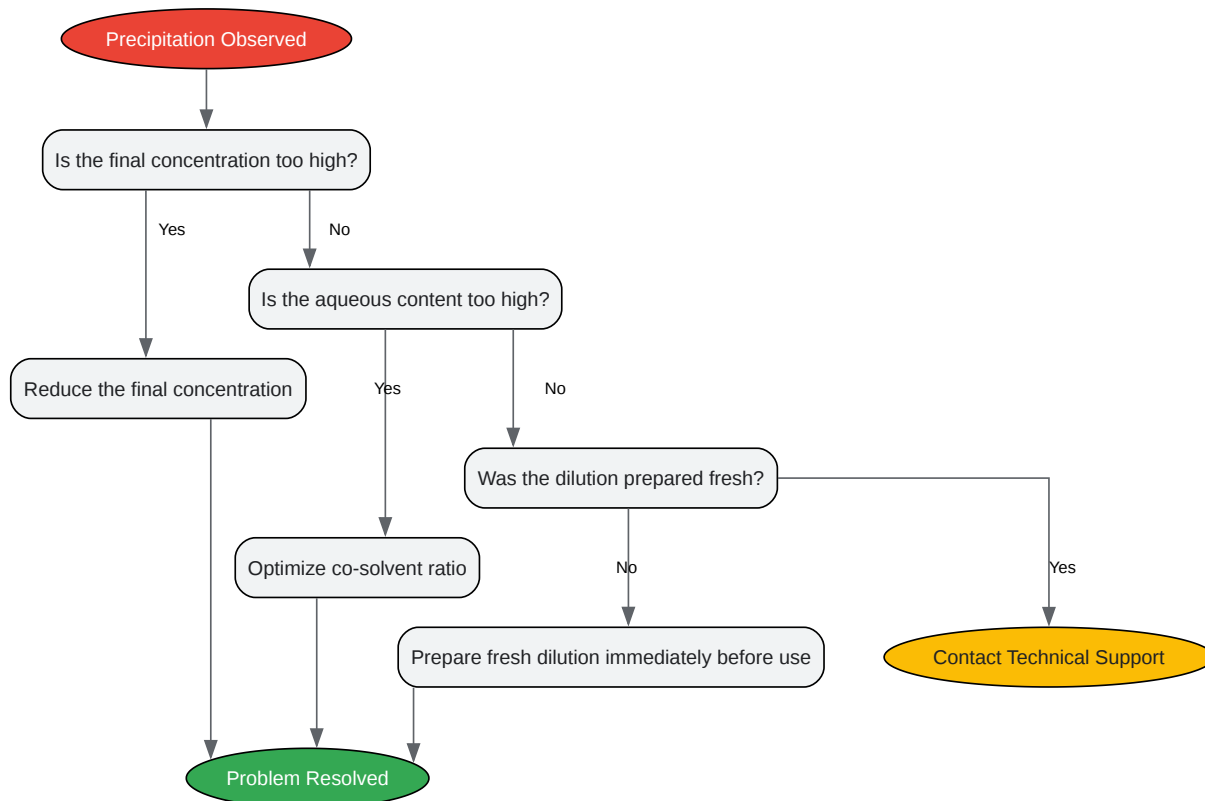 Precipitation Observed
Is the final concentration too high?
Yes
No
Is the aqueous content too high?
Reduce the final concentration
Yes
No
Was the dilution prepared fresh?
Optimize co-solvent ratio
No
Yes
Prepare fresh dilution immediately before use
Contact Technical Support
Problem Resolved